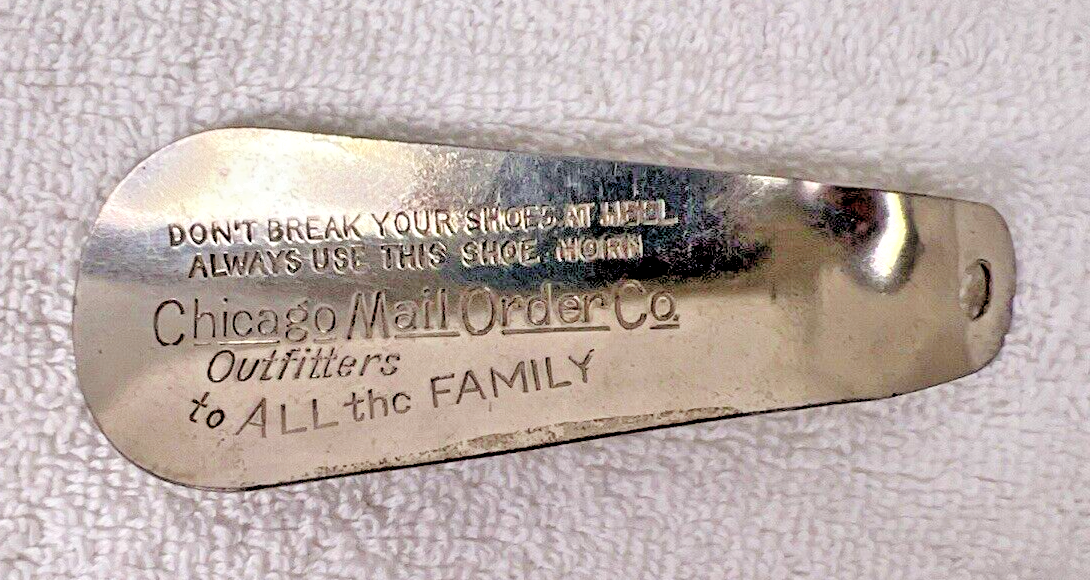 DON'T BREAK YOUR SHOES AT HEEL
ALWAYS USE THIS SHOE HORN
Chicago Mail Order Co.
Outfitters
to ALL the FAMILY